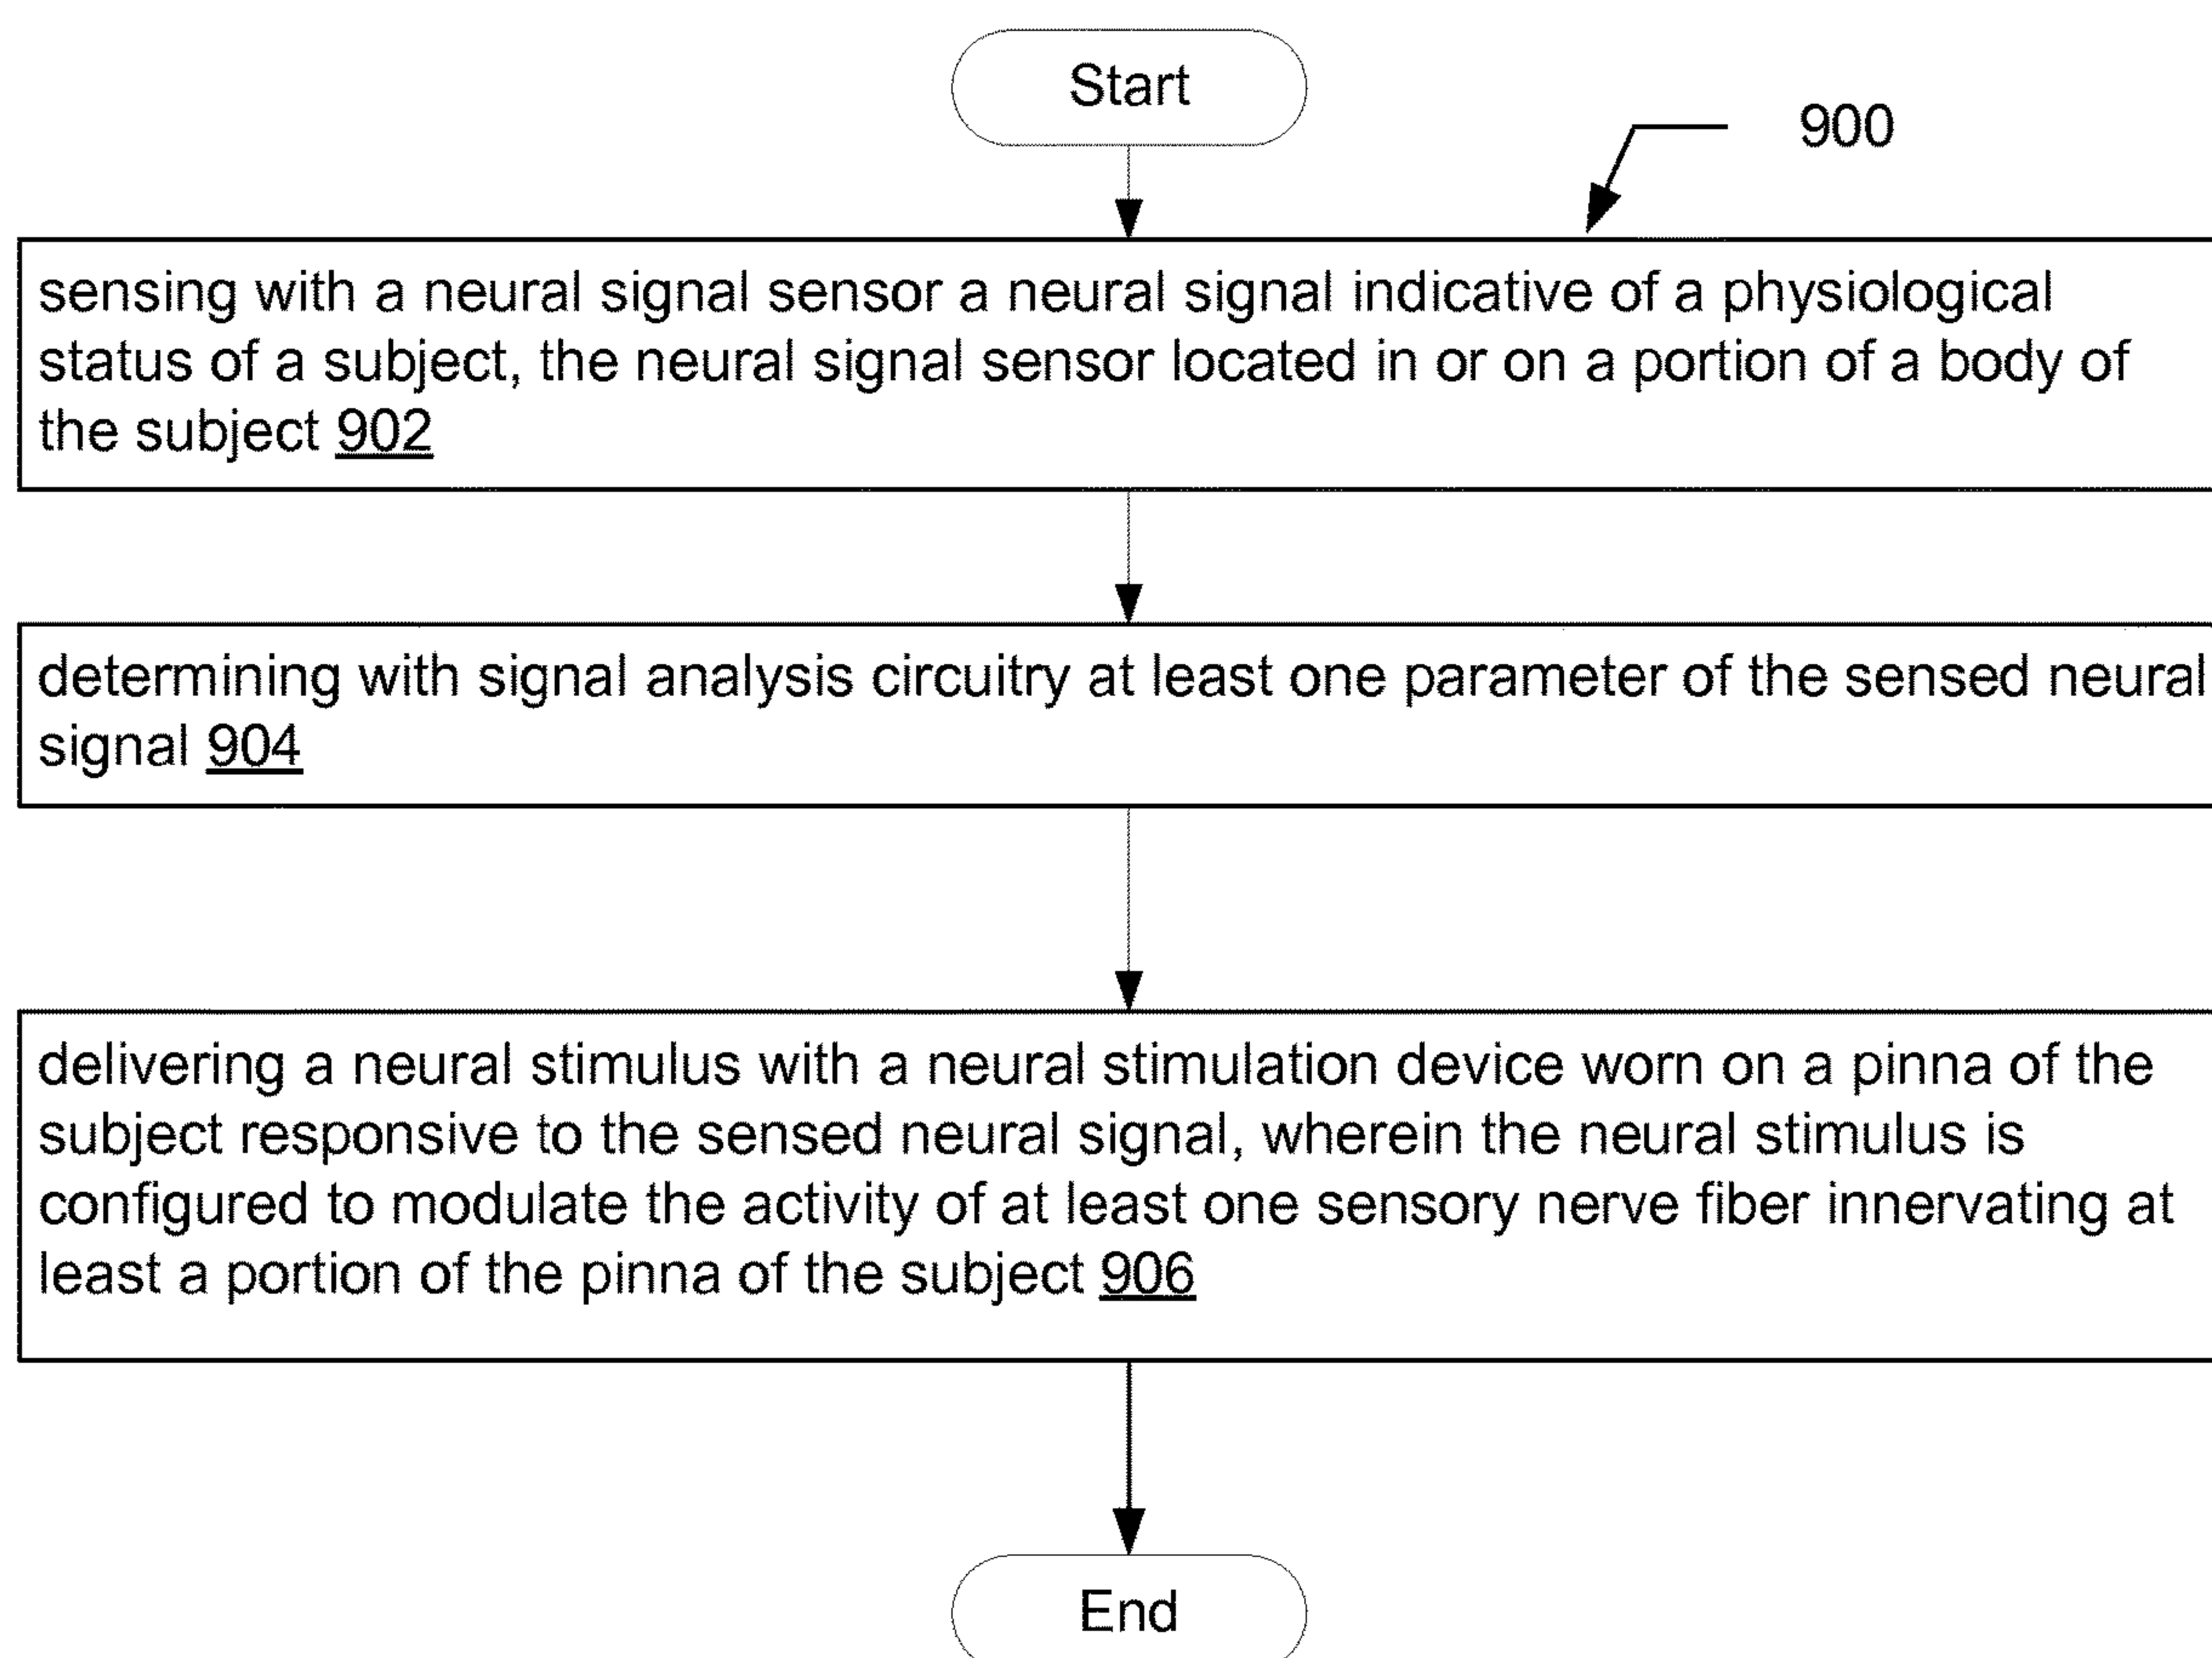 Start
900
sensing with a neural signal sensor a neural signal indicative of a physiological
status of a subject, the neural signal sensor located in or on a portion of a body of
the subject 902
determining with signal analysis circuitry at least one parameter of the sensed neural
signal 904
delivering a neural stimulus with a neural stimulation device worn on a pinna of the
subject responsive to the sensed neural signal, wherein the neural stimulus is
configured to modulate the activity of at least one sensory nerve fiber innervating at
least a portion of the pinna of the subject 906
End